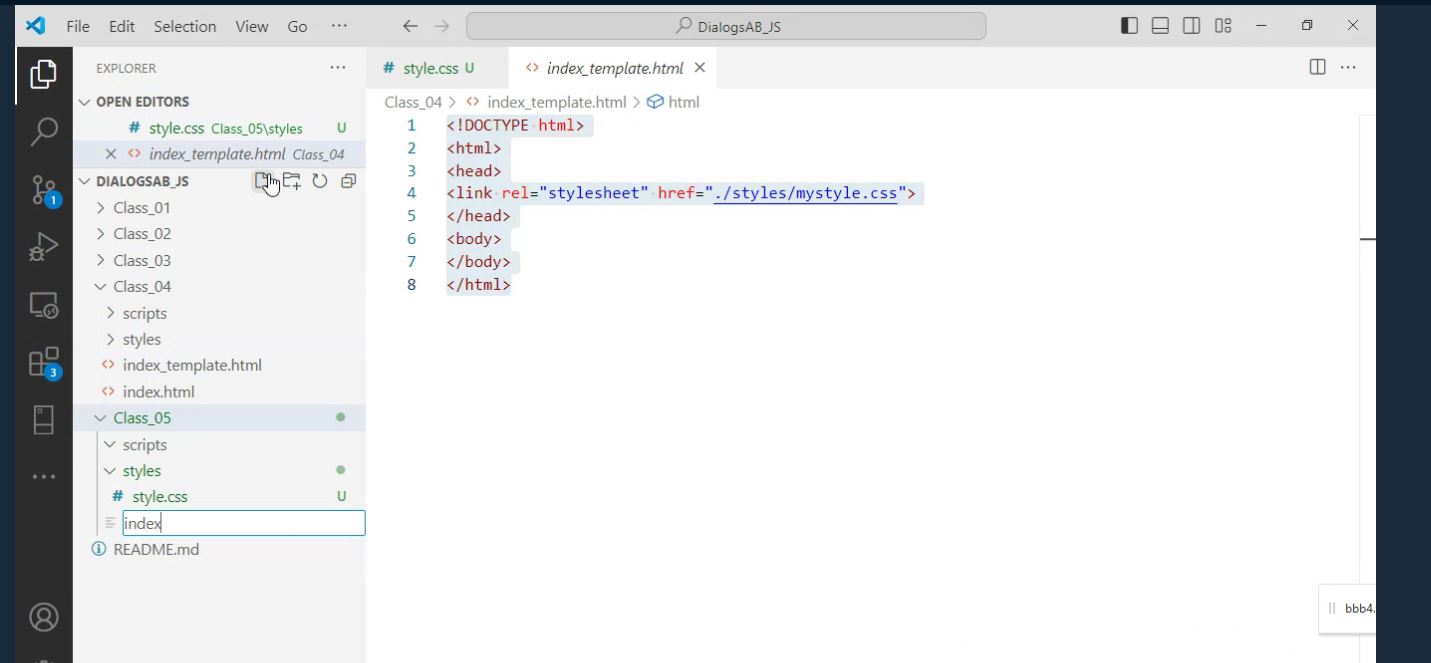 File Edit Selection View Go ··· DialogsAB_JS
EXPLORER ···
OPEN EDITORS
# style.css Class_05\styles U
<> index_template.html Class_04
DIALOGSAB_JS
Class_01
Class_02
Class_03
Class_04
scripts
styles
<> index_template.html
<> index.html
Class_05
scripts
styles
# style.css U
index
README.md
1
3
# style.css U <> index_template.html
Class_04 > <> index_template.html > html
1 <!DOCTYPE html>
2 <html>
3 <head>
4 <link rel="stylesheet" href="./styles/mystyle.css">
5 </head>
6 <body>
7 </body>
8 </html>
bbb4.